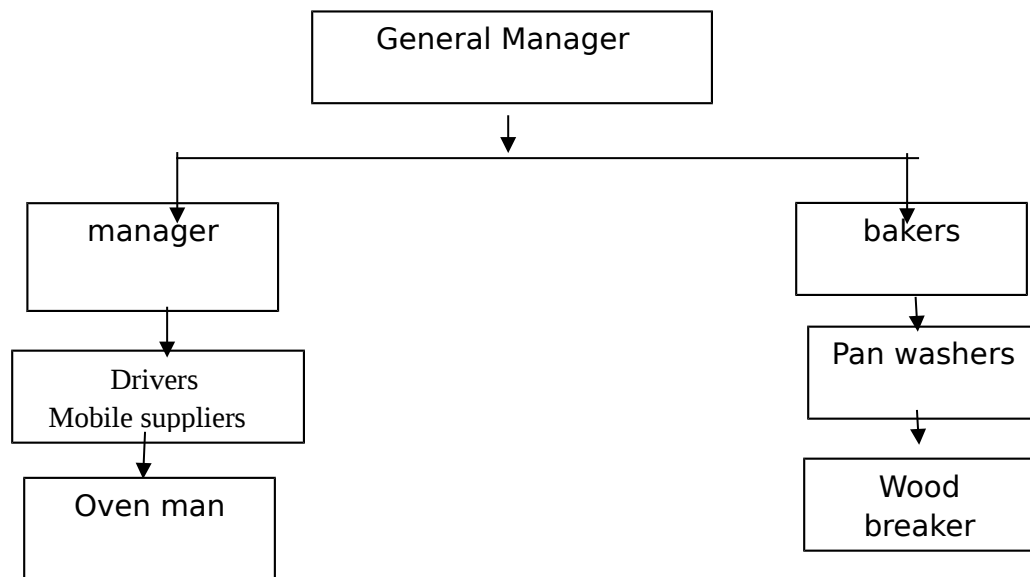 General Manager
manager
bakers
Drivers
Mobile suppliers
Pan washers
Oven man
Wood
breaker